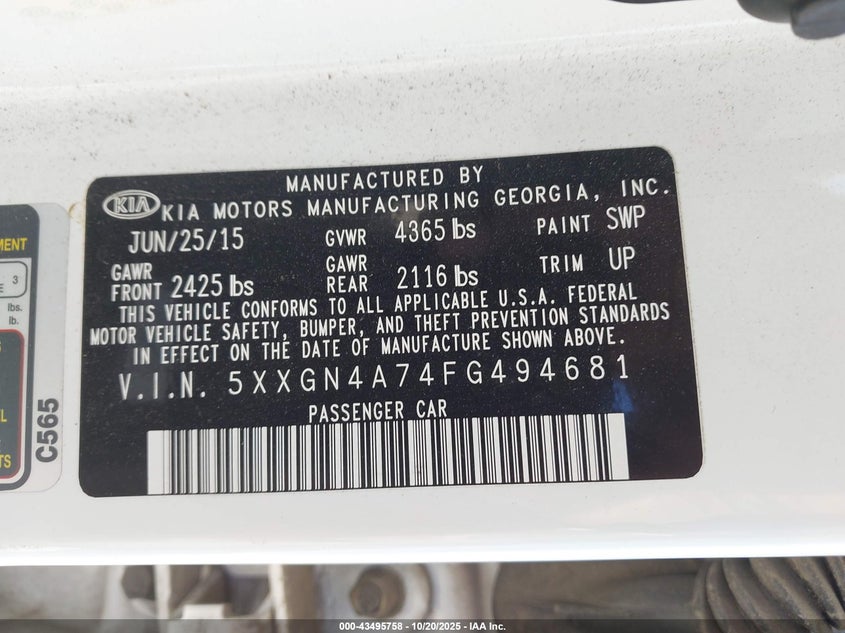 MANUFACTURED BY
KIA KIA MOTORS MANUFACTURING GEORGIA, INC.
JUN/25/15 GVWR 4365 lbs PAINT SWP
GAWR FRONT 2425 lbs GAWR REAR 2116 lbs TRIM UP
THIS VEHICLE CONFORMS TO ALL APPLICABLE U.S.A. FEDERAL
MOTOR VEHICLE SAFETY, BUMPER, AND THEFT PREVENTION STANDARDS
IN EFFECT ON THE DATE OF MANUFACTURE SHOWN ABOVE.
V.I.N. 5XXGN4A74FG494681
PASSENGER CAR
3
lbs.
lb.
C565
000-43495758 - 10/20/2025 - IAA Inc.